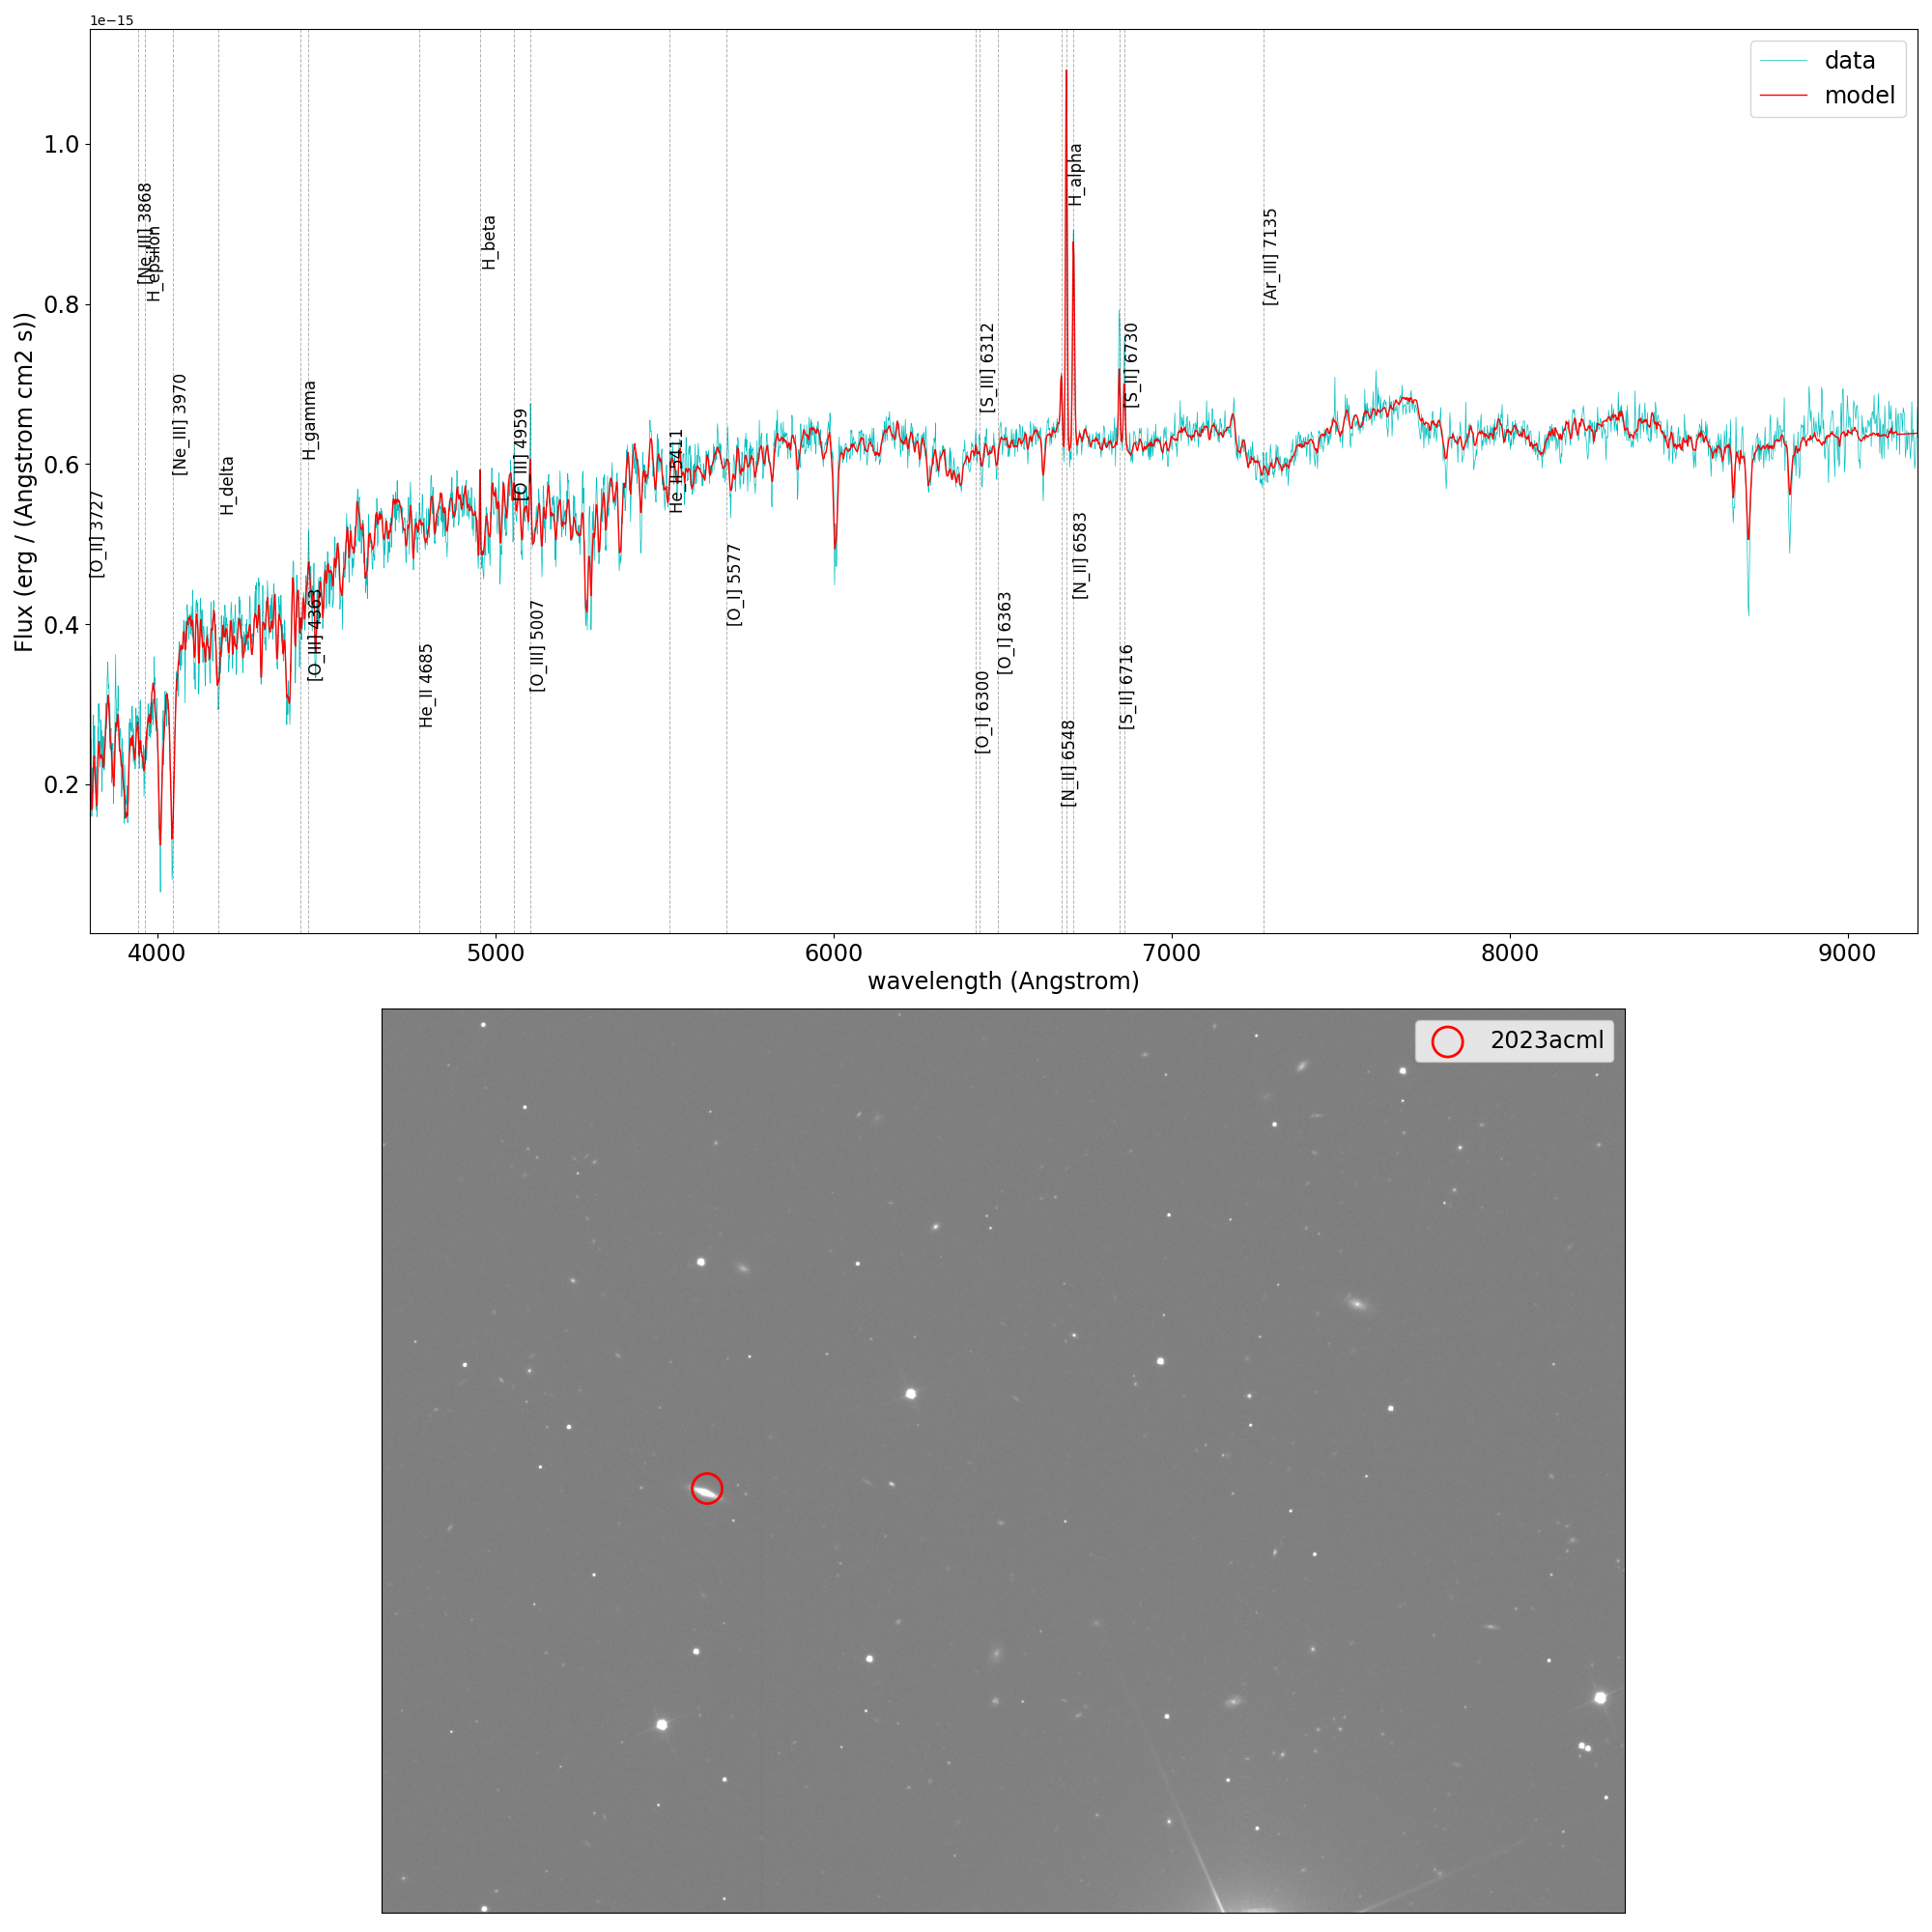 1e−15
data
model
Flux (erg / (Angstrom cm2 s))
1.0
0.8
0.6
0.4
0.2
[O_II] 3727
[Ne_III] 3868
H_epsilon
[Ne_III] 3970
H_delta
H_gamma
[O_III] 4363
He_II 4685
H_beta
[O_III] 4959
[O_III] 5007
He_II 5411
[O_I] 5577
[O_I] 6300
[S_III] 6312
[O_I] 6363
[N_II] 6548
H_alpha
[N_II] 6583
[S_II] 6716
[S_II] 6730
[Ar_III] 7135
4000
5000
6000
7000
8000
9000
wavelength (Angstrom)
2023acml